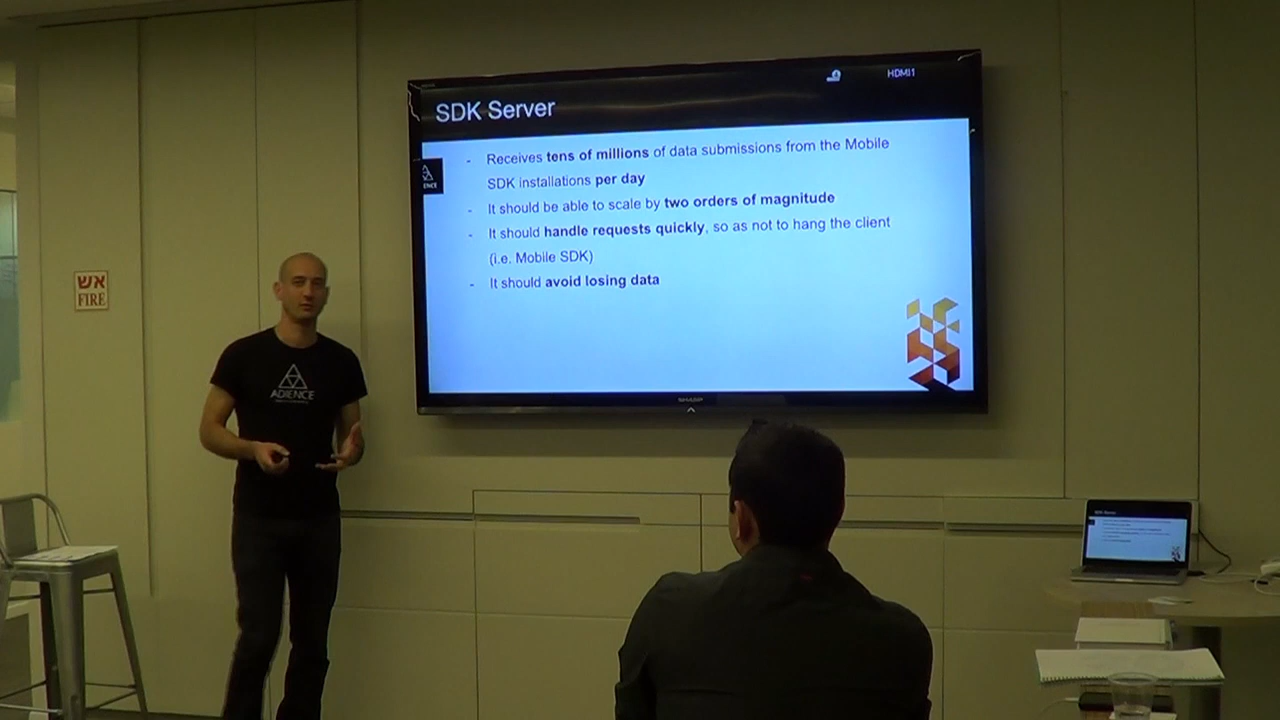 HDMI1
SDK Server
- Receives tens of millions of data submissions from the Mobile
SDK installations per day
- It should be able to scale by two orders of magnitude
- It should handle requests quickly, so as not to hang the client
(i.e. Mobile SDK)
- It should avoid losing data
SHARP
אש
FIRE
ADIENCE
SDK Server